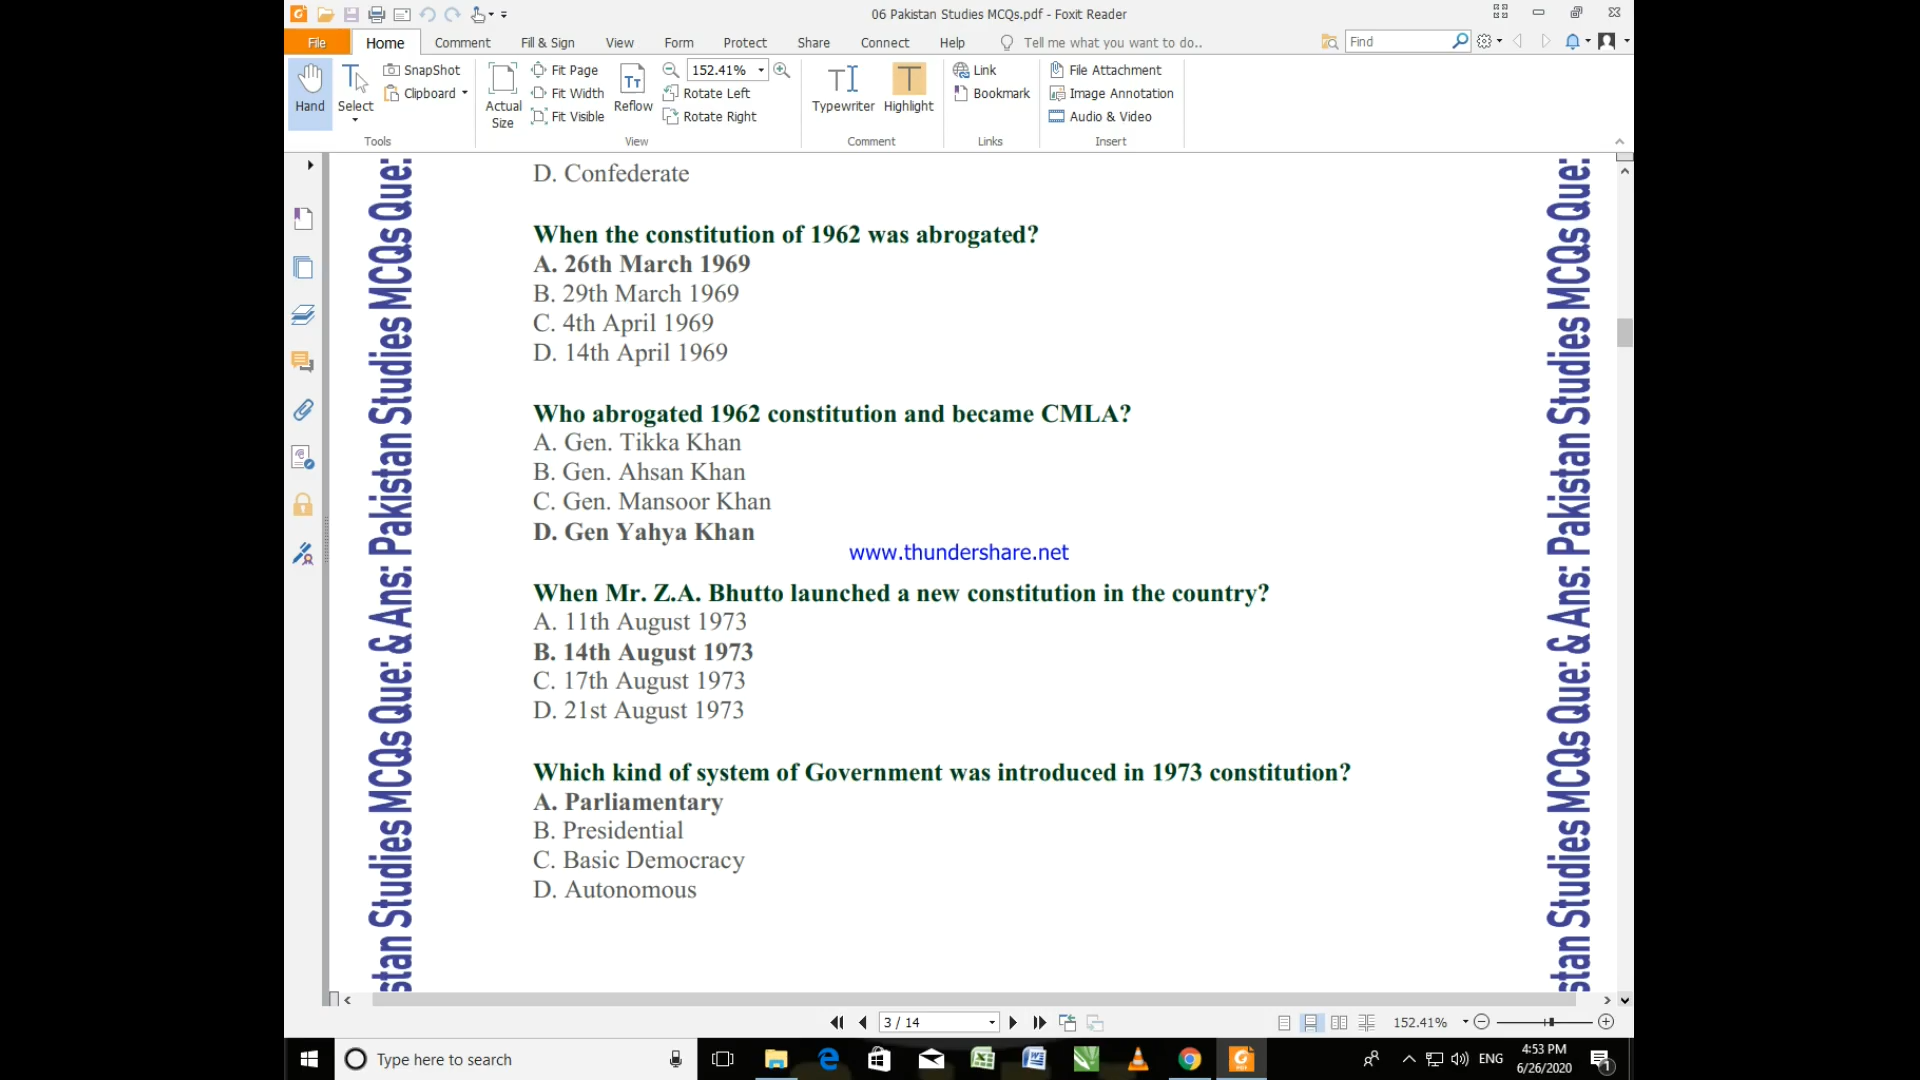 06 Pakistan Studies MCQs.pdf - Foxit Reader
File Home Comment Fill & Sign View Form Protect Share Connect Help Tell me what you want to do.. Find
Hand
Select
SnapShot
Clipboard
Tools
Actual Size
Fit Page
Fit Width
Fit Visible
Reflow
152.41%
Rotate Left
Rotate Right
View
Typewriter
Highlight
Comment
Link
Bookmark
Links
File Attachment
Image Annotation
Audio & Video
Insert
D. Confederate
When the constitution of 1962 was abrogated?
A. 26th March 1969
B. 29th March 1969
C. 4th April 1969
D. 14th April 1969
Who abrogated 1962 constitution and became CMLA?
A. Gen. Tikka Khan
B. Gen. Ahsan Khan
C. Gen. Mansoor Khan
D. Gen Yahya Khan
www.thundershare.net
When Mr. Z.A. Bhutto launched a new constitution in the country?
A. 11th August 1973
B. 14th August 1973
C. 17th August 1973
D. 21st August 1973
Which kind of system of Government was introduced in 1973 constitution?
A. Parliamentary
B. Presidential
C. Basic Democracy
D. Autonomous
stan Studies MCQs Que: & Ans: Pakistan Studies MCQs Que:
stan Studies MCQs Que: & Ans: Pakistan Studies MCQs Que:
3 / 14
152.41%
Type here to search
ENG
4:53 PM
6/26/2020
1